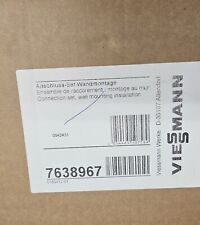 Anschluss-Set Wandmontage
Ensemble de raccordement, montage au mur
Connection set, wall mounting installation
7638967
Viessmann Werke · D-35107 Allendorf
VIESSMANN